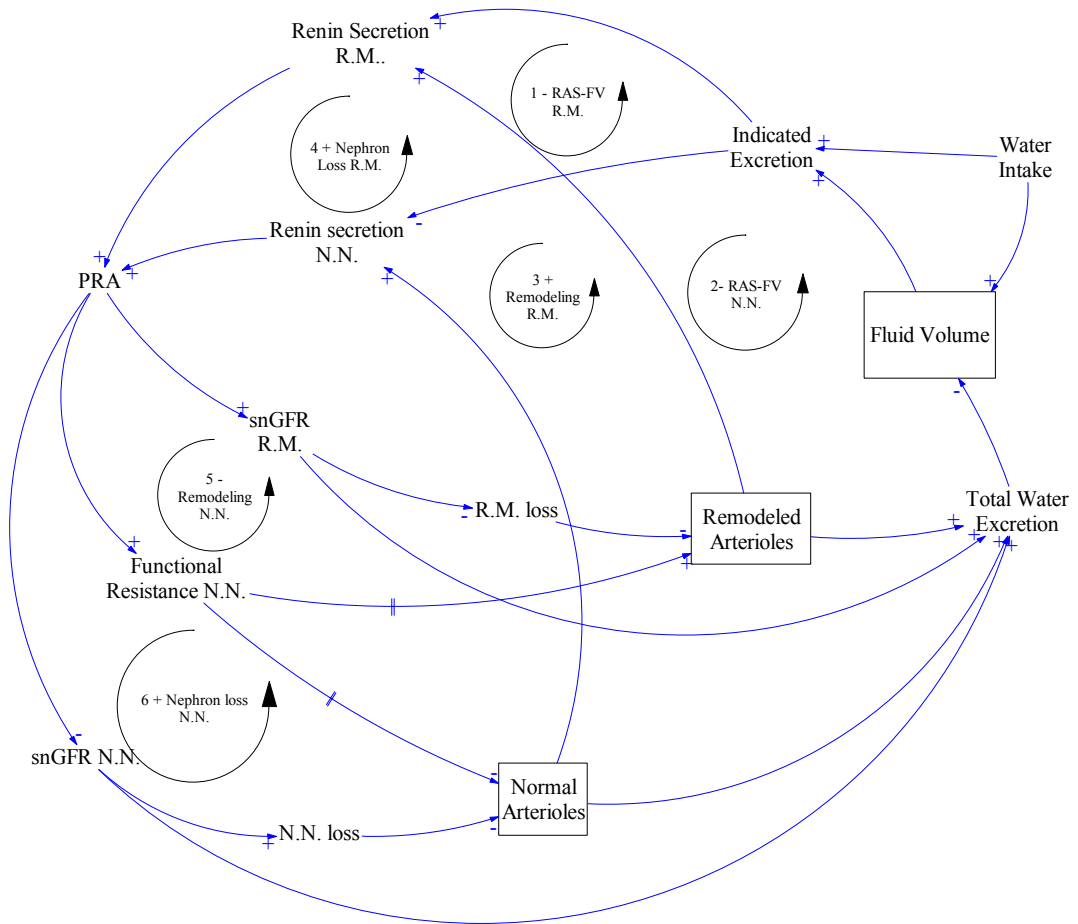 Renin Secretion
R.M..
1 - RAS-FV
R.M.
4 + Nephron
Loss R.M.
Indicated
Excretion
Water
Intake
Renin secretion
N.N.
PRA
3 +
Remodeling
R.M.
2- RAS-FV
N.N.
Fluid Volume
snGFR
R.M.
5 -
Remodeling
N.N.
R.M. loss
Remodeled
Arterioles
Total Water
Excretion
Functional
Resistance N.N.
6 + Nephron loss
N.N.
snGFR N.N.
Normal
Arterioles
N.N. loss